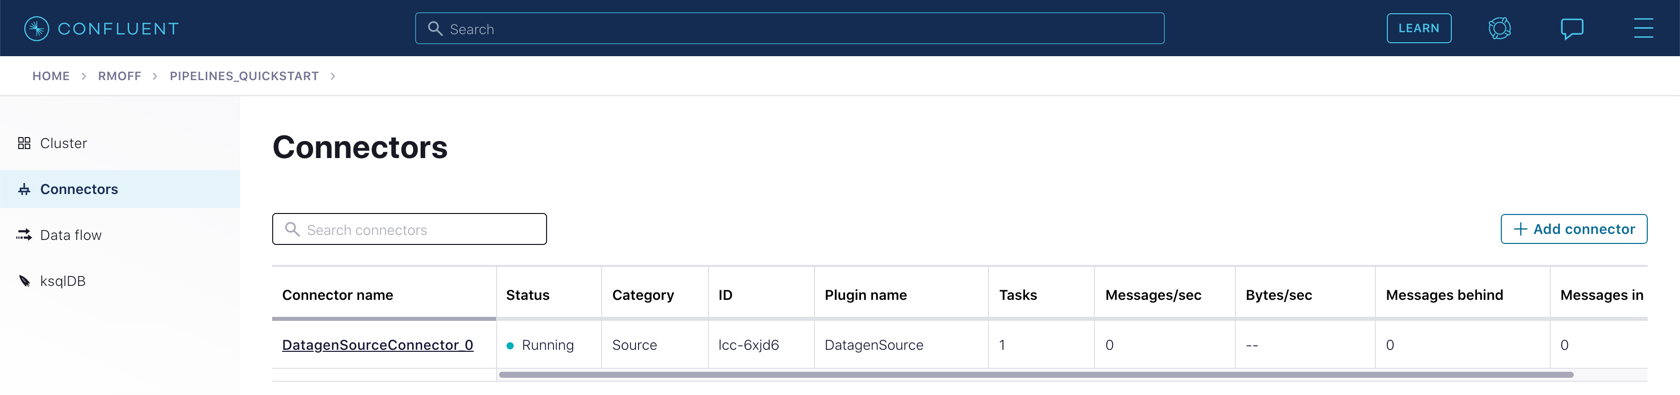 CONFLUENT
Search
LEARN
HOME > RMOFF > PIPELINES_QUICKSTART >
Cluster
Connectors
Data flow
ksqlDB
Connectors
Search connectors
+ Add connector
Connector name Status Category ID Plugin name Tasks Messages/sec Bytes/sec Messages behind Messages in
DatagenSourceConnector_0 Running Source lcc-6xjd6 DatagenSource 1 0 -- 0 0